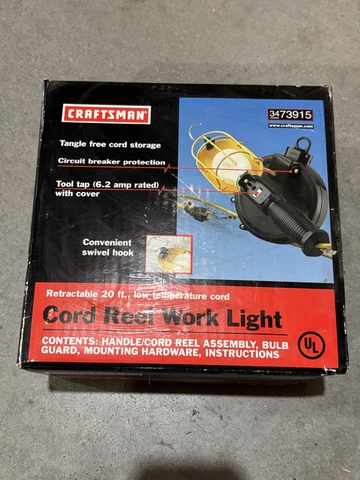 CRAFTSMAN
3473915
www.craftsman.com
Tangle free cord storage
Circuit breaker protection
Tool tap (6.2 amp rated)
with cover
Convenient
swivel hook
Retractable 20 ft., low temperature cord
Cord Reel Work Light
CONTENTS: HANDLE/CORD REEL ASSEMBLY, BULB
GUARD, MOUNTING HARDWARE, INSTRUCTIONS
UL